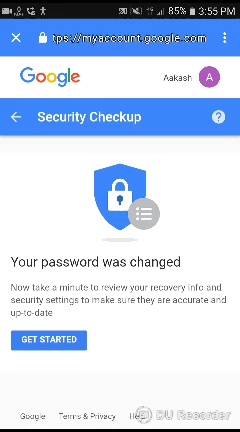 85% 3:55 PM
tps://myaccount.google.com
Google
Aakash
A
Security Checkup
?
Your password was changed
Now take a minute to review your recovery info and
security settings to make sure they are accurate and
up-to-date
GET STARTED
Google Terms & Privacy Help
DU Recorder